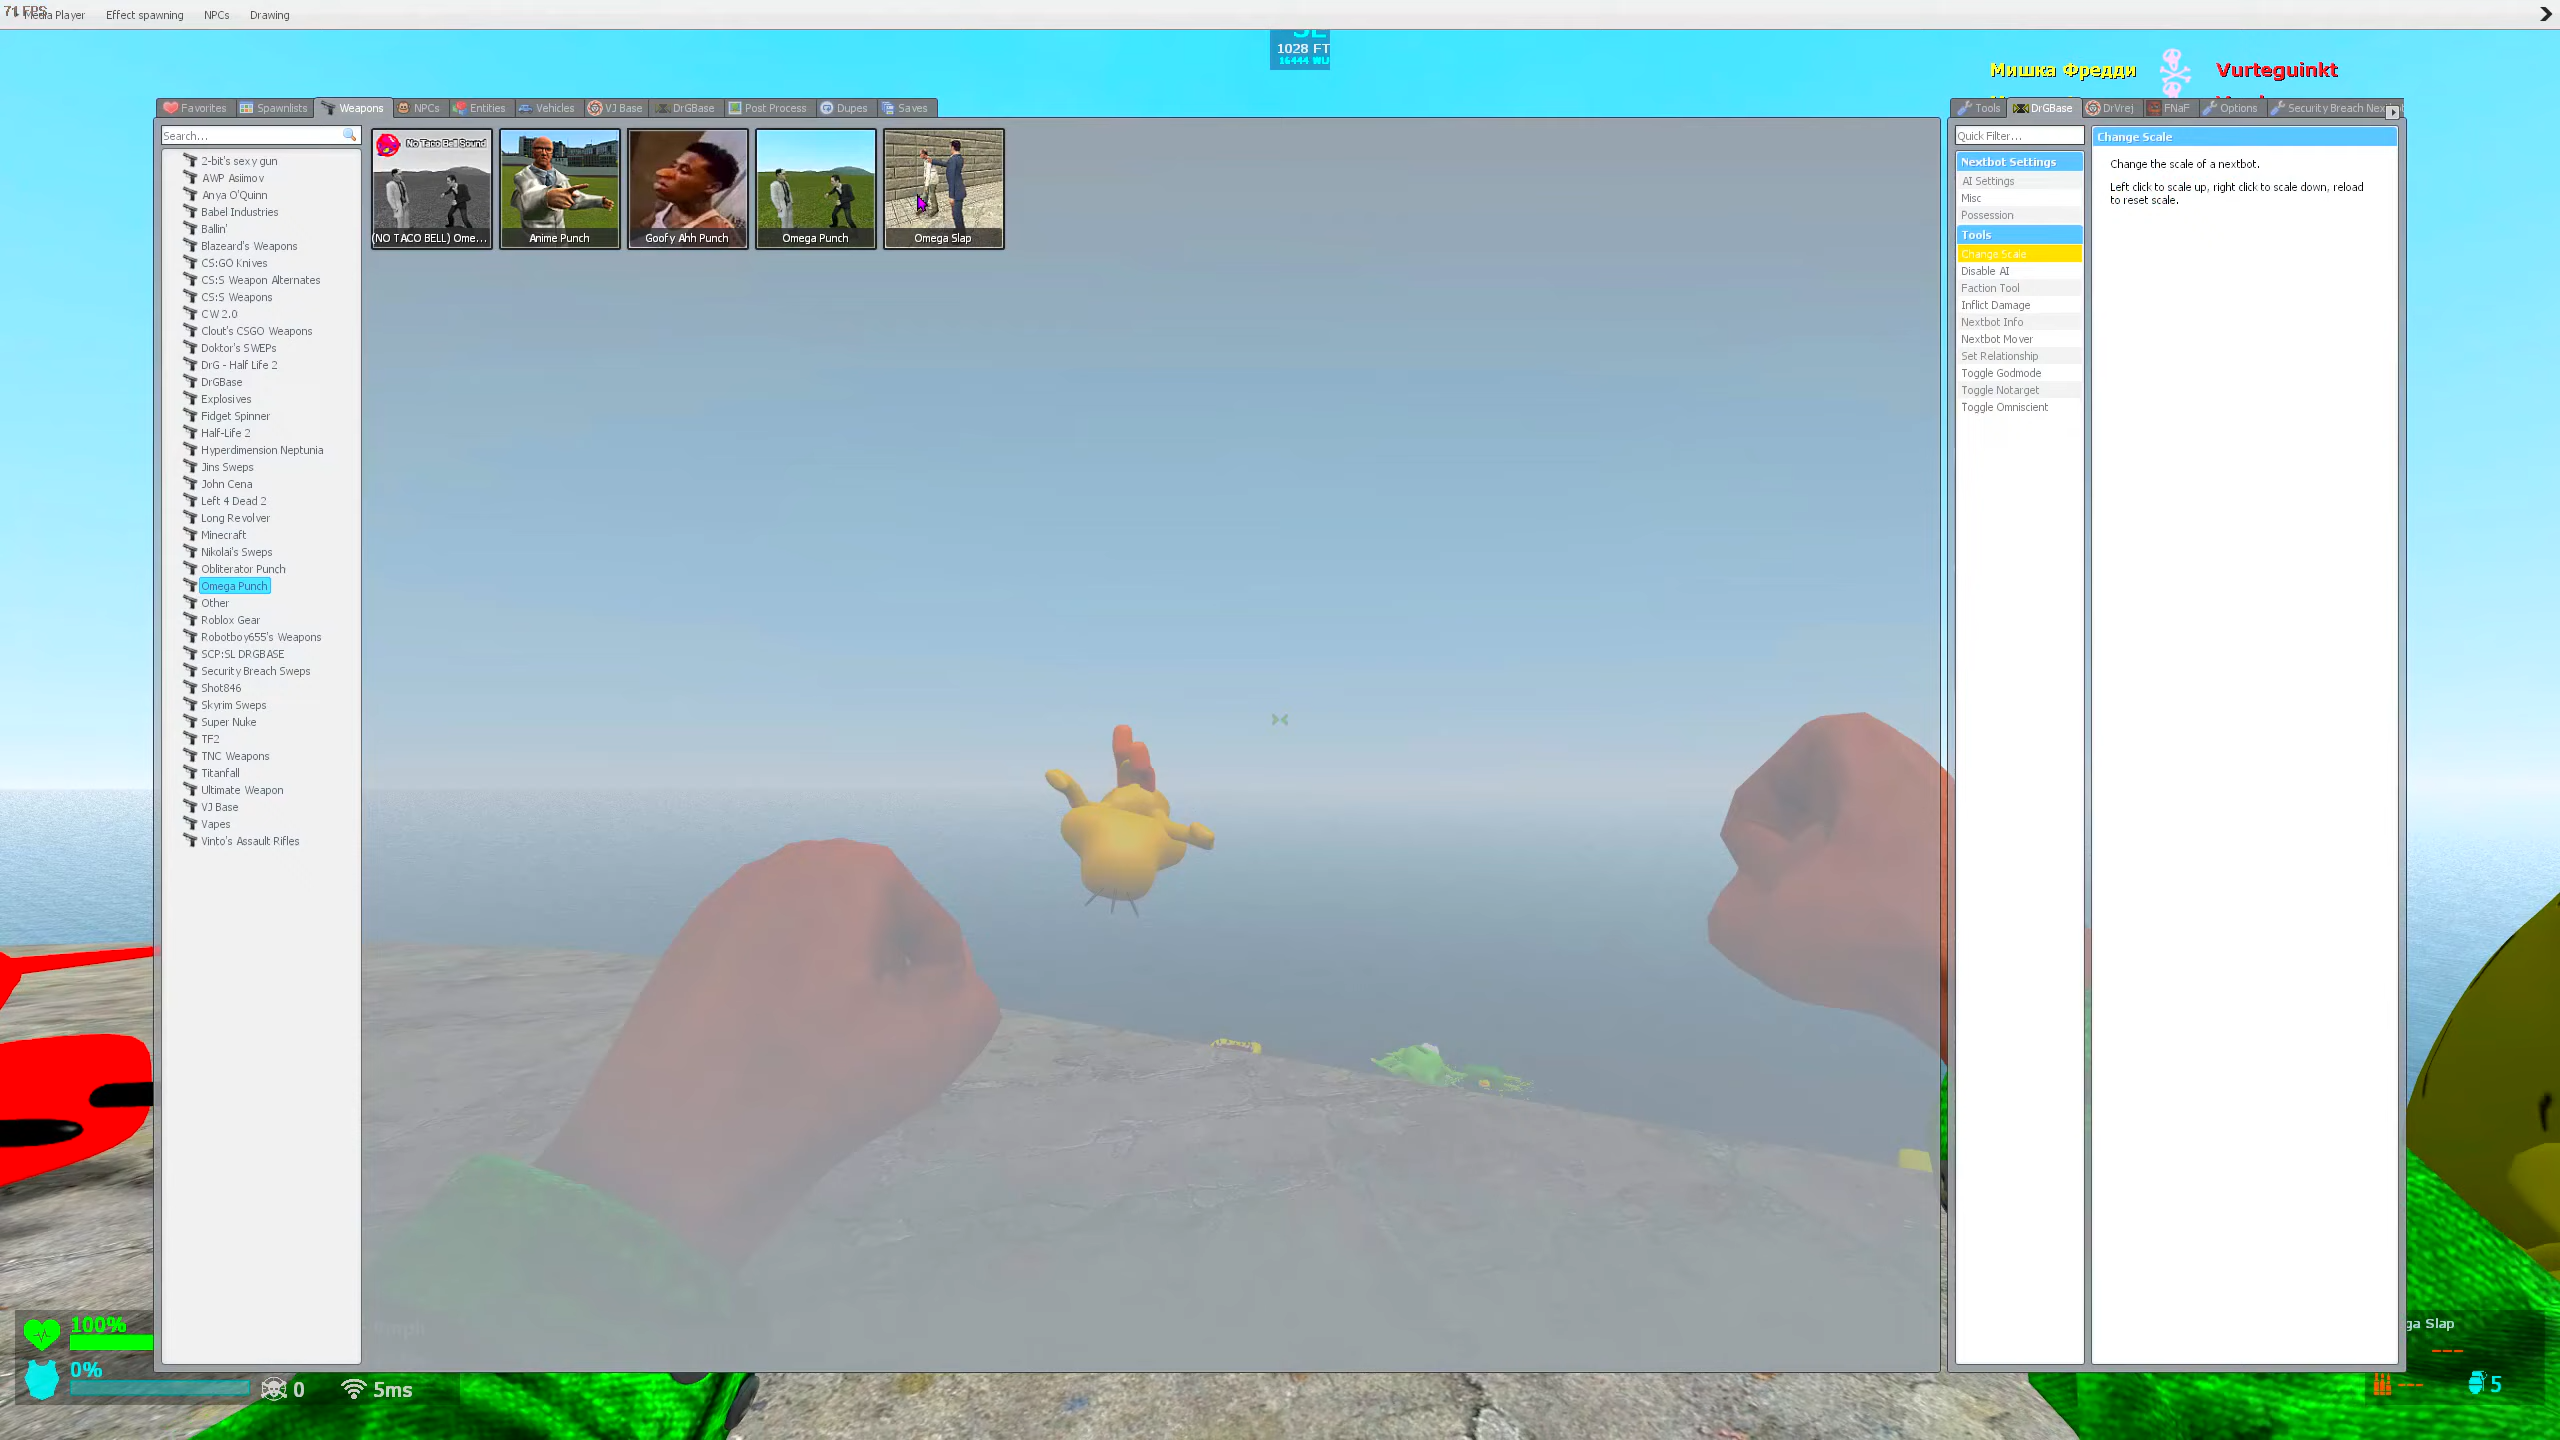 71 FPS
Media Player Effect spawning NPCs Drawing
SE
1028 FT
16444 WU
Мишка Фредди Vurteguinkt
Favorites Spawnlists Weapons NPCs Entities Vehicles VJ Base DrGBase Post Process Dupes Saves
Search...
2-bit's sexy gun
AWP Asiimov
Anya O'Quinn
Babel Industries
Ballin'
Blazeard's Weapons
CS:GO Knives
CS:S Weapon Alternates
CS:S Weapons
CW 2.0
Clout's CSGO Weapons
Doktor's SWEPs
DrG - Half Life 2
DrGBase
Explosives
Fidget Spinner
Half-Life 2
Hyperdimension Neptunia
Jins Sweps
John Cena
Left 4 Dead 2
Long Revolver
Minecraft
Nikolai's Sweps
Obliterator Punch
Omega Punch
Other
Roblox Gear
Robotboy655's Weapons
SCP:SL DRGBASE
Security Breach Sweps
Shot846
Skyrim Sweps
Super Nuke
TF2
TNC Weapons
Titanfall
Ultimate Weapon
VJ Base
Vapes
Vinto's Assault Rifles
No Taco Bell Sound
(NO TACO BELL) Ome... Anime Punch Goofy Ahh Punch Omega Punch Omega Slap
Tools DrGBase DrVrej FNaF Options Security Breach Nex
Quick Filter...
Nextbot Settings
AI Settings
Misc
Possession
Tools
Change Scale
Disable AI
Faction Tool
Inflict Damage
Nextbot Info
Nextbot Mover
Set Relationship
Toggle Godmode
Toggle Notarget
Toggle Omniscient
Change Scale
Change the scale of a nextbot.
Left click to scale up, right click to scale down, reload
to reset scale.
100%
0%
0 5ms
ga Slap
---
--- 5